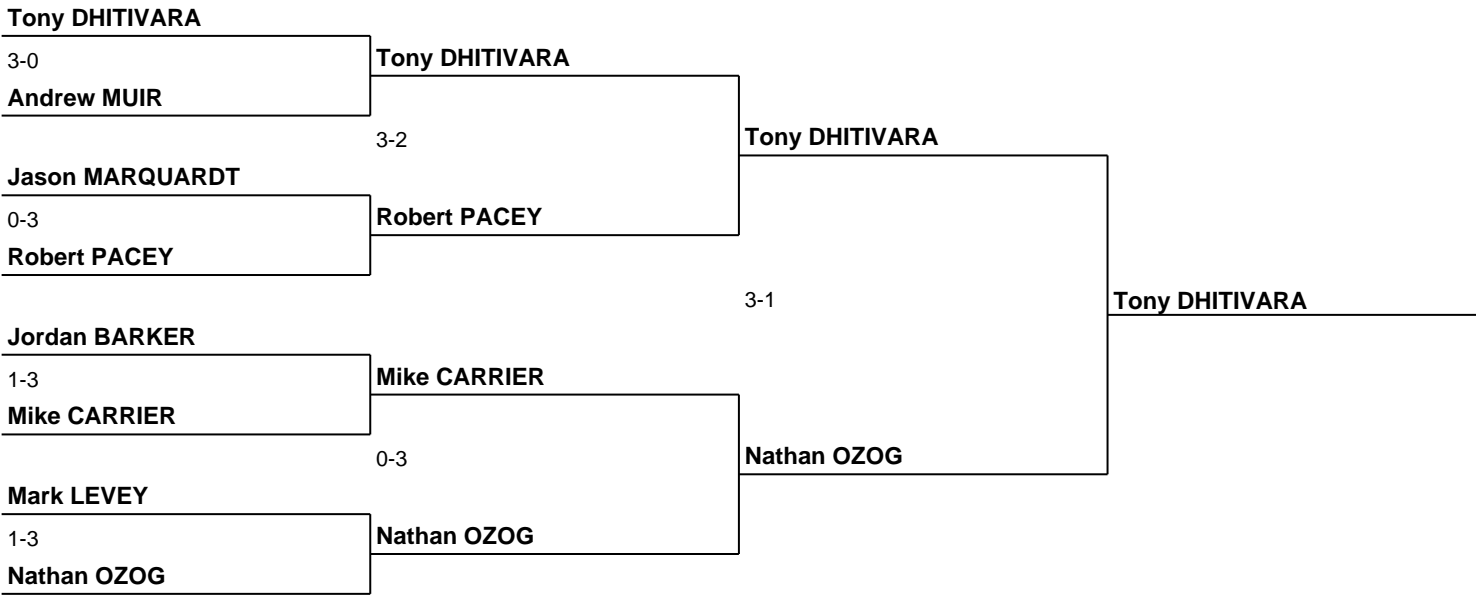 Tony DHITIVARA
3-0
Tony DHITIVARA
Andrew MUIR
3-2
Tony DHITIVARA
Jason MARQUARDT
0-3
Robert PACEY
Robert PACEY
3-1
Tony DHITIVARA
Jordan BARKER
1-3
Mike CARRIER
Mike CARRIER
0-3
Nathan OZOG
Mark LEVEY
1-3
Nathan OZOG
Nathan OZOG